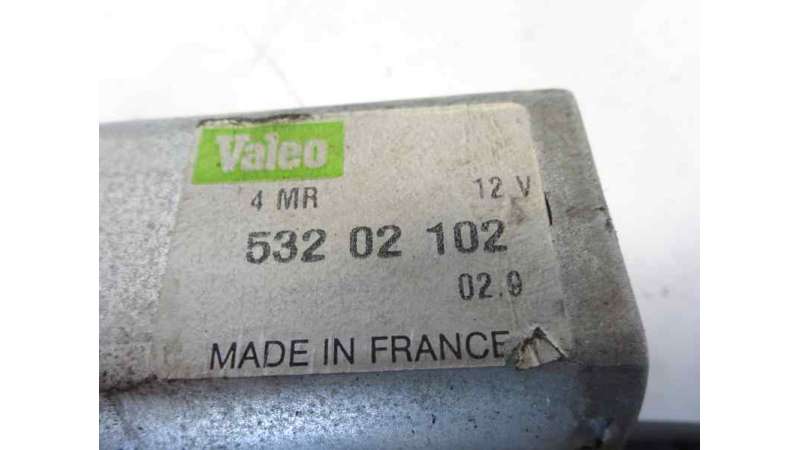 Valeo
4 MR 12 V
532 02 102
02.9
MADE IN FRANCE